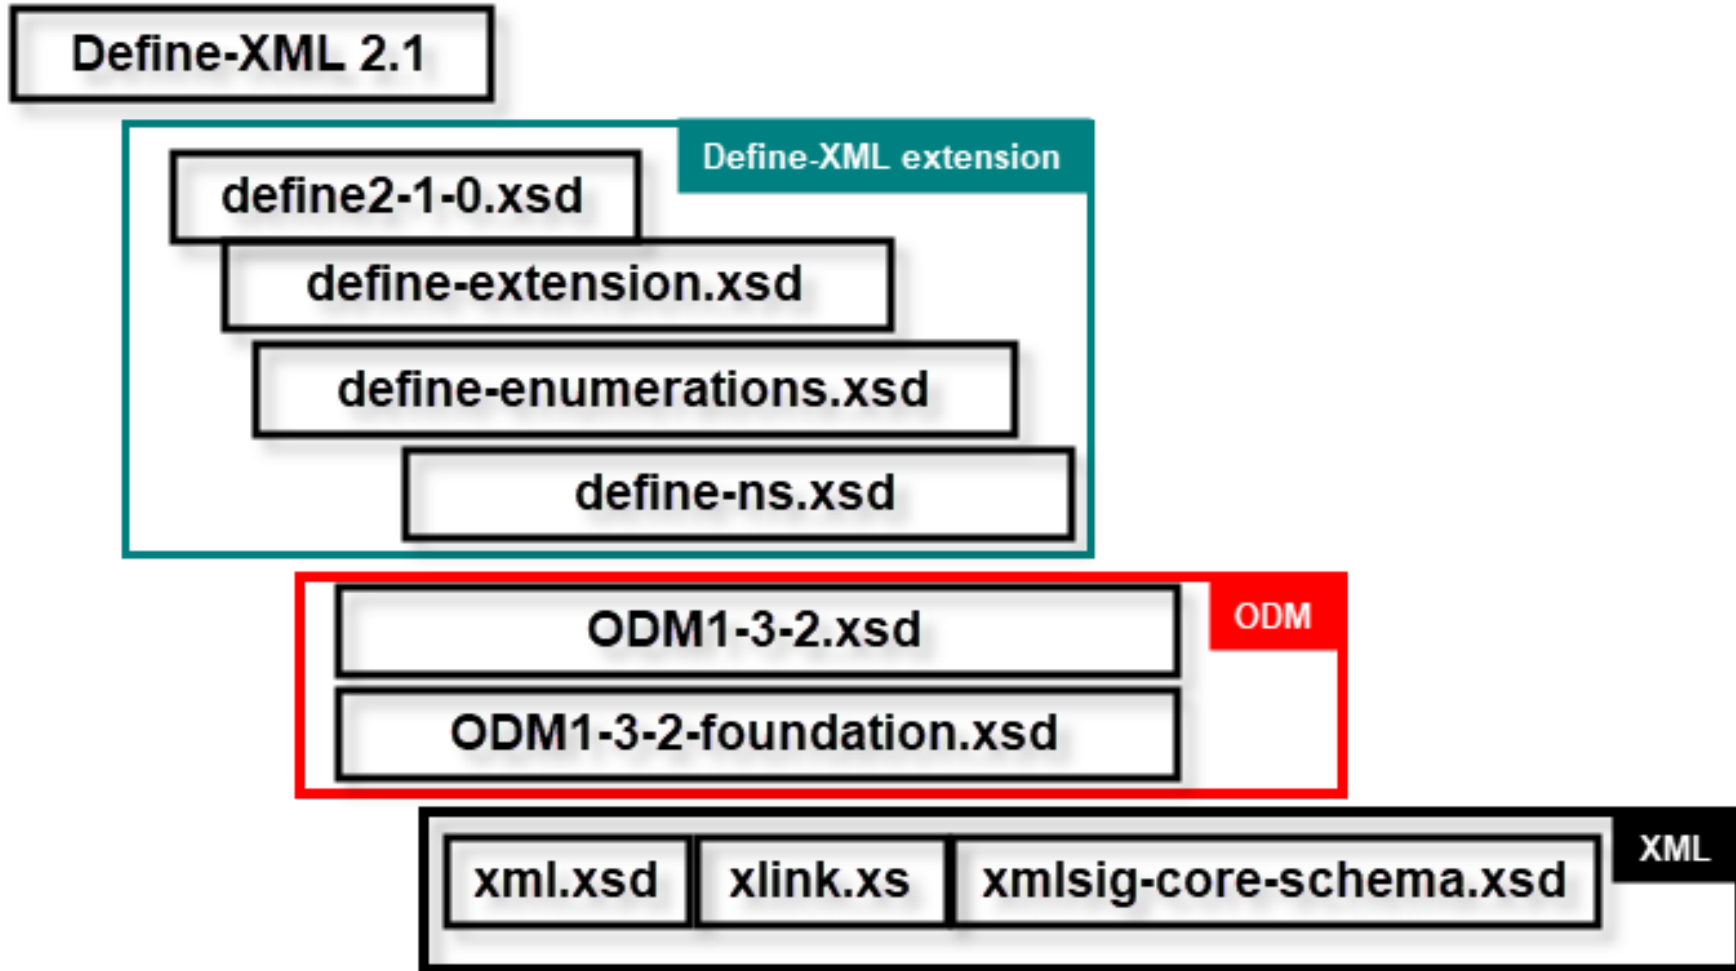 Define-XML 2.1
Define-XML extension
define2-1-0.xsd
define-extension.xsd
define-enumerations.xsd
define-ns.xsd
ODM
ODM1-3-2.xsd
ODM1-3-2-foundation.xsd
XML
xml.xsd
xlink.xs
xmlsig-core-schema.xsd